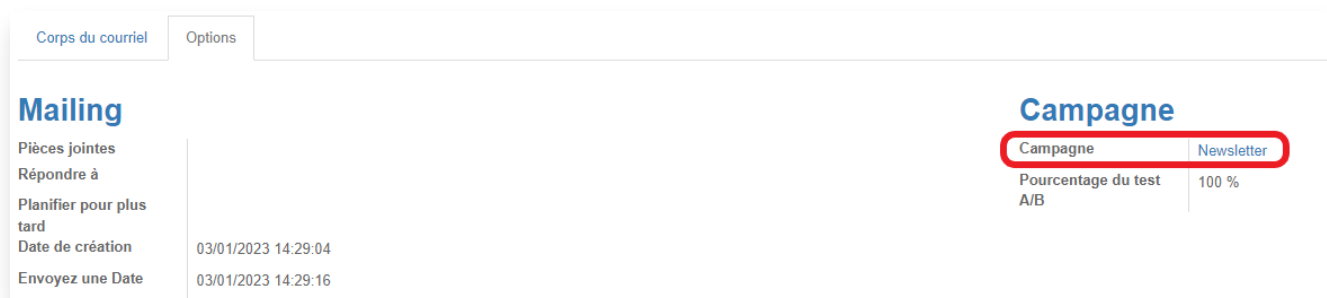 Corps du courriel Options
Mailing
Pièces jointes
Répondre à
Planifier pour plus
tard
Date de création 03/01/2023 14:29:04
Envoyez une Date 03/01/2023 14:29:16
Campagne
Campagne Newsletter
Pourcentage du test 100 %
A/B